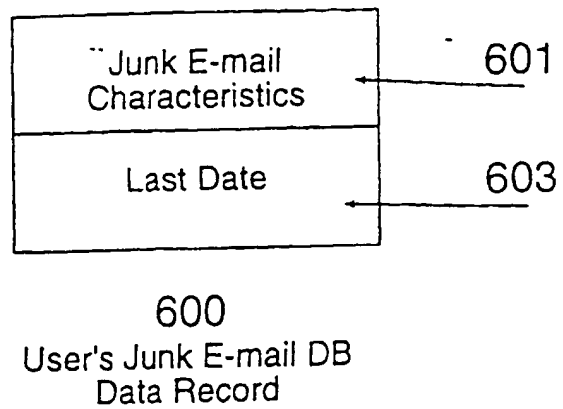 Junk E-mail
Characteristics
601
Last Date
603
600
User's Junk E-mail DB
Data Record